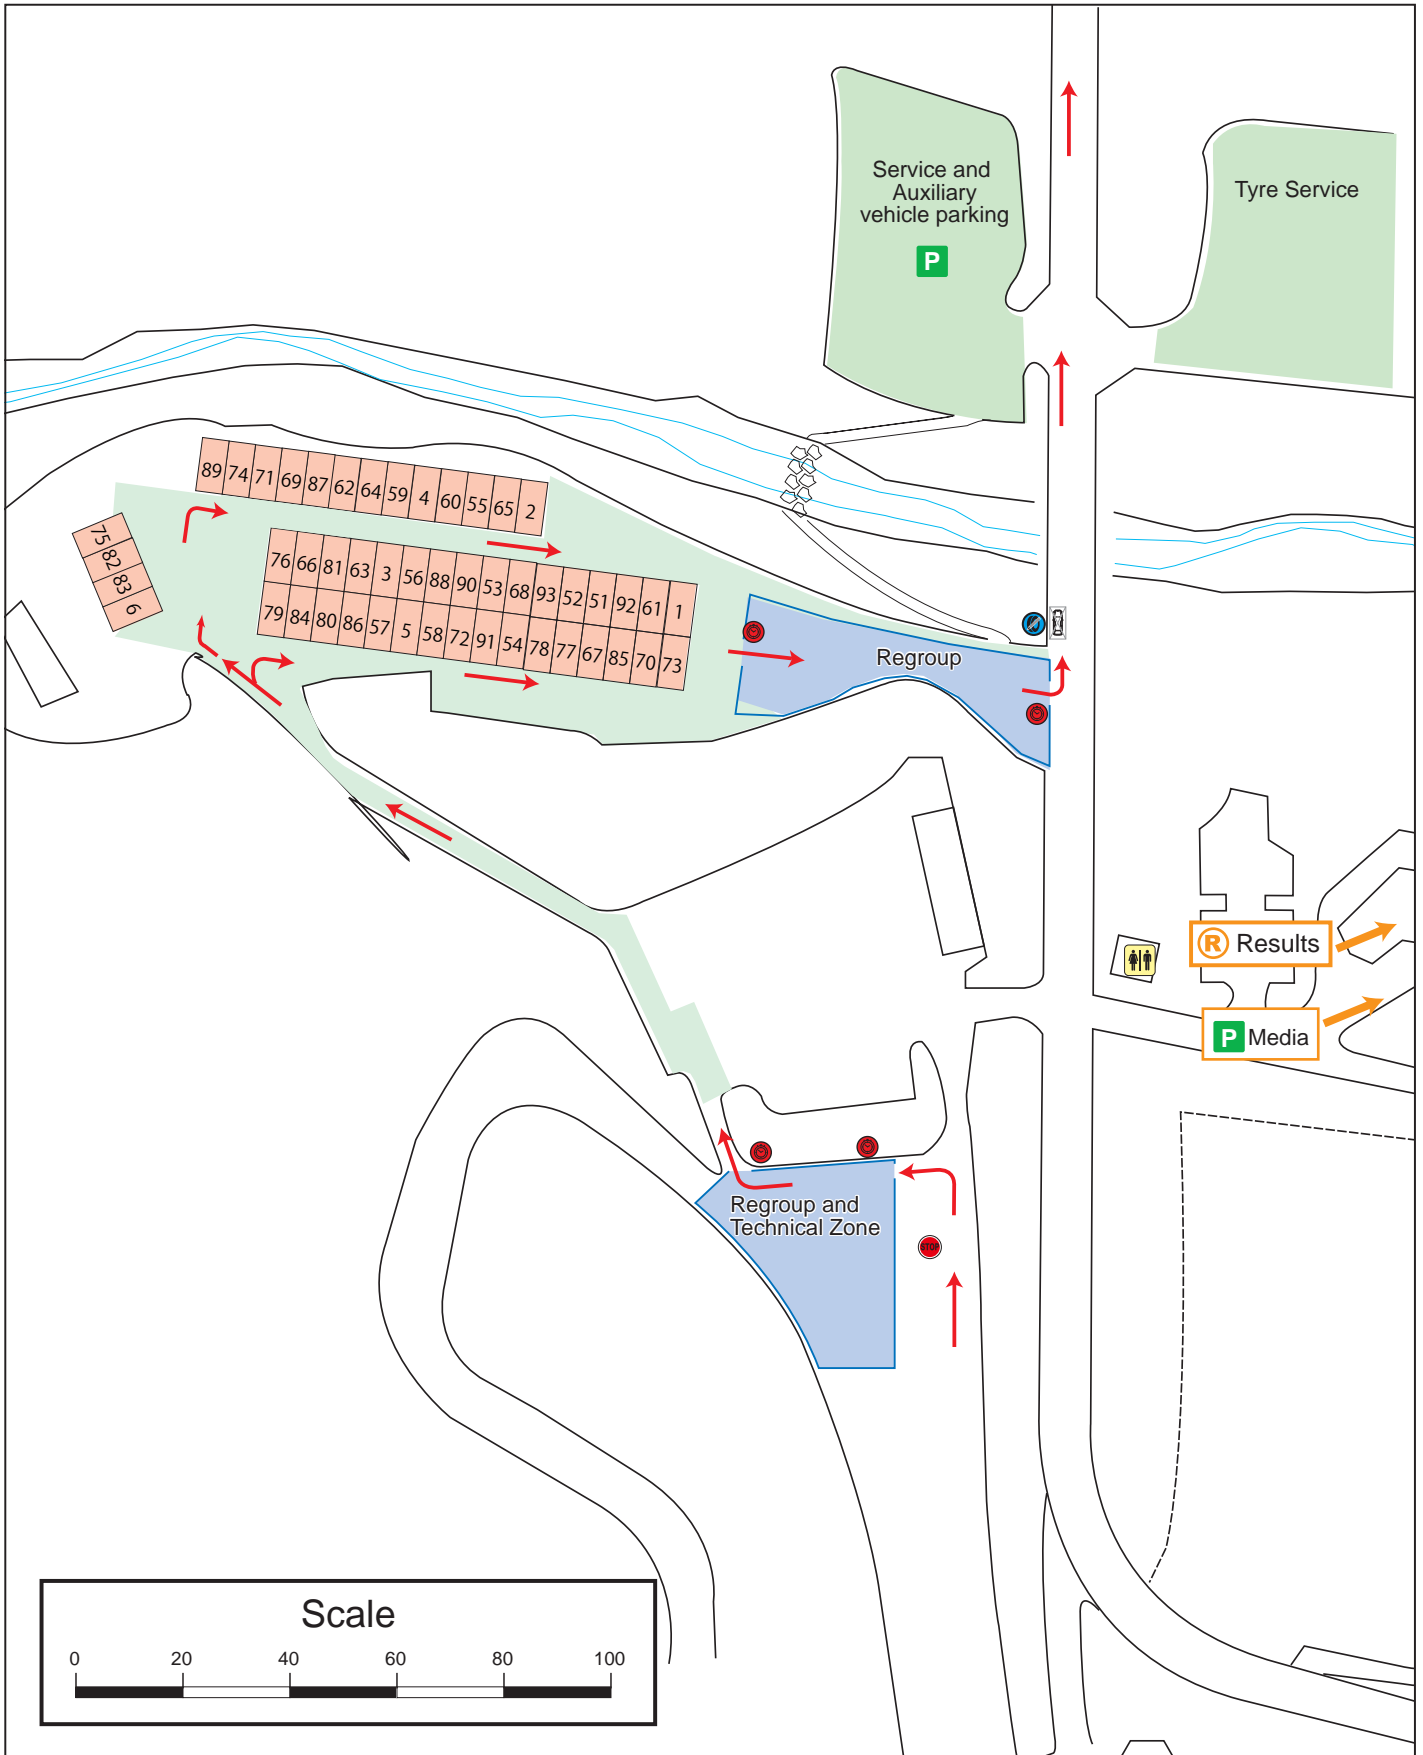 Service and
Auxiliary
vehicle parking
P
Tyre Service
89 74 71 69 87 62 64 59 4 60 55 65 2
75
82
83
6
76 66 81 63 3 56 88 90 53 68 93 52 51 92 61 1
79 84 80 86 57 5 58 72 91 54 78 77 67 85 70 73
Regroup
R Results
P Media
Regroup and
Technical Zone
STOP
Scale
0 20 40 60 80 100